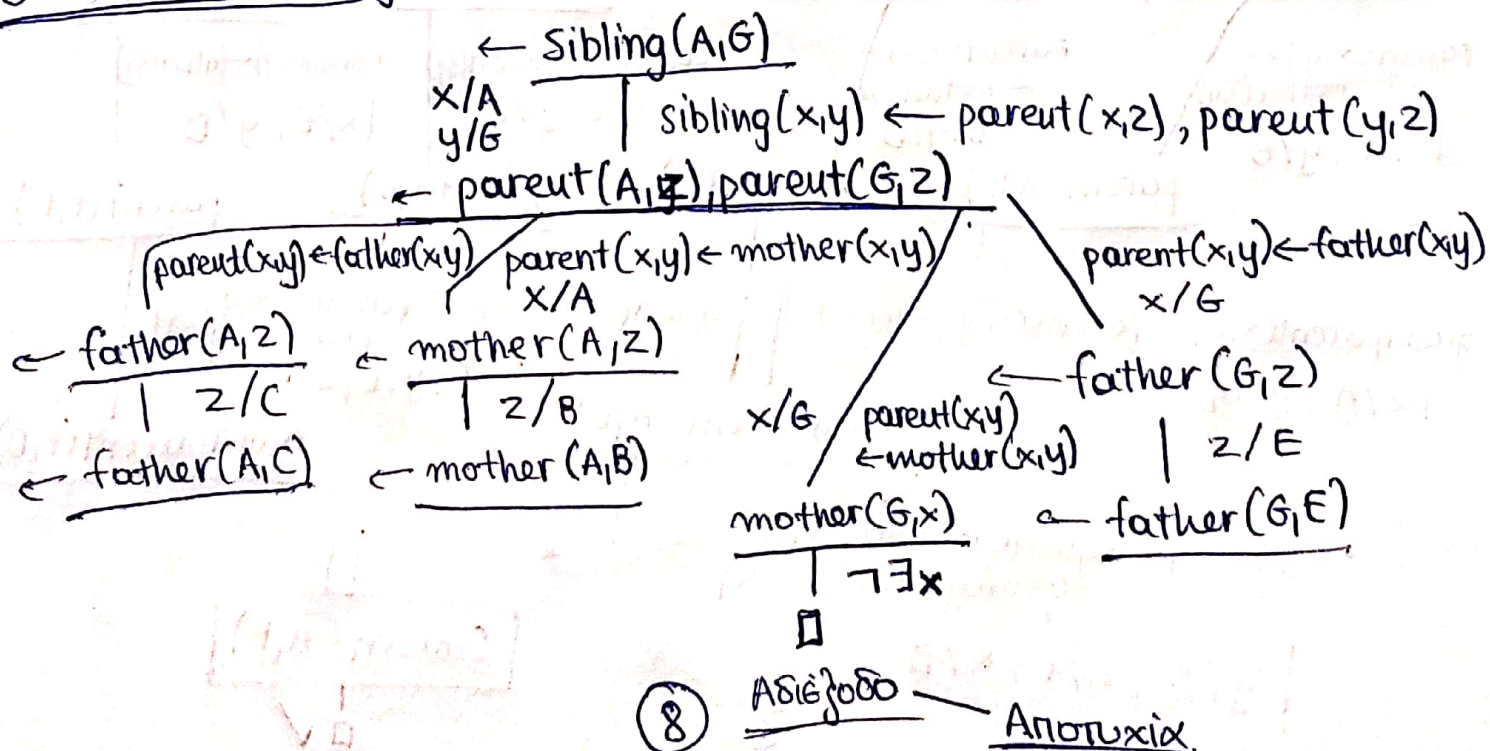 ← Sibling(A,G)
x/A
y/G
sibling(x,y) ← parent(x,z), parent(y,z)
← parent(A,z), parent(G,z)
parent(x,y)←father(x,y)
parent(x,y)←mother(x,y)
x/A
parent(x,y)←father(x,y)
x/G
← father(A,z)
← mother(A,z)
← father(G,z)
z/C
z/B
x/G
parent(x,y)
←mother(x,y)
z/E
← father(A,C)
← mother(A,B)
mother(G,x)
← father(G,E)
¬∃x
□
8
Αδιέξοδο
Αποτυχία